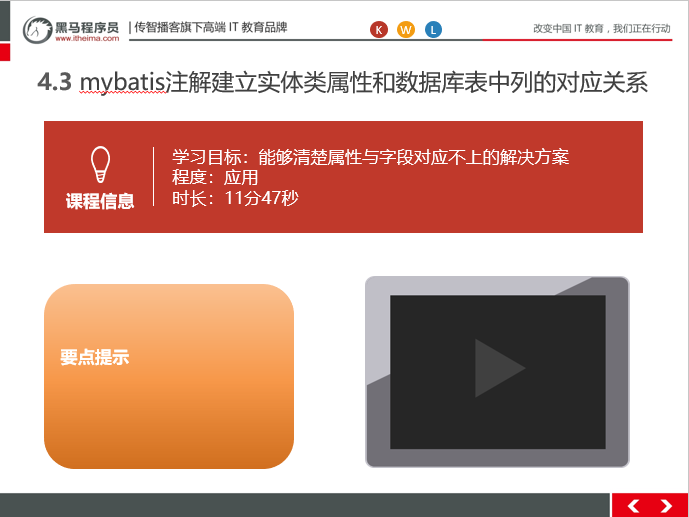 黑马程序员
www.itheima.com
传智播客旗下高端 IT 教育品牌
K W L
改变中国 IT 教育，我们正在行动
4.3 mybatis注解建立实体类属性和数据库表中列的对应关系
课程信息
学习目标：能够清楚属性与字段对应不上的解决方案
程度：应用
时长：11分47秒
要点提示